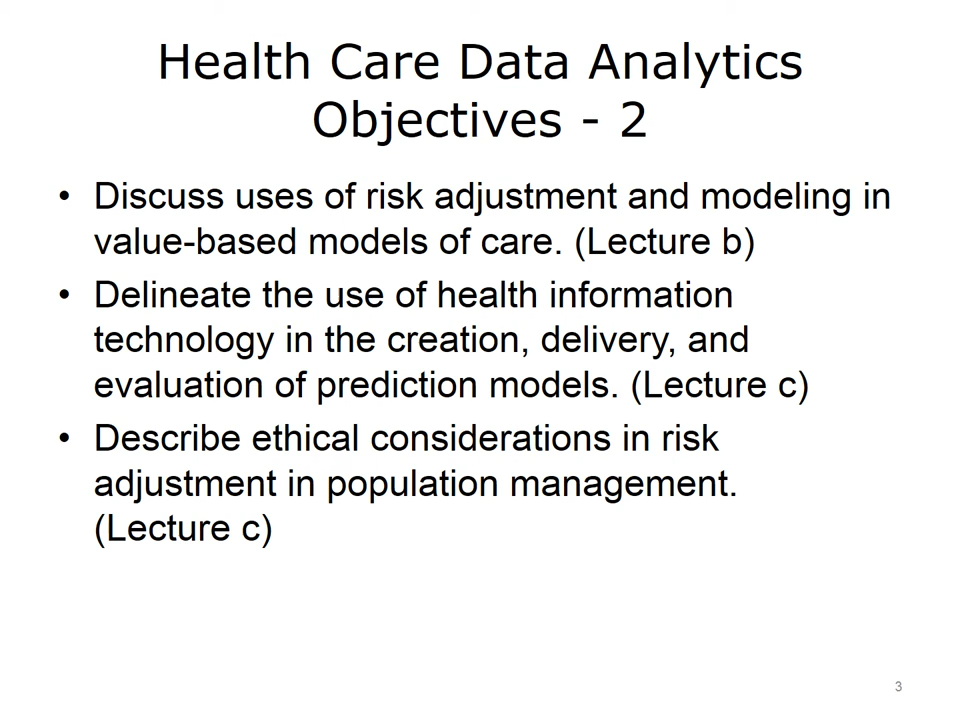 Health Care Data Analytics
Objectives - 2
• Discuss uses of risk adjustment and modeling in
value-based models of care. (Lecture b)
• Delineate the use of health information
technology in the creation, delivery, and
evaluation of prediction models. (Lecture c)
• Describe ethical considerations in risk
adjustment in population management.
(Lecture c)
3